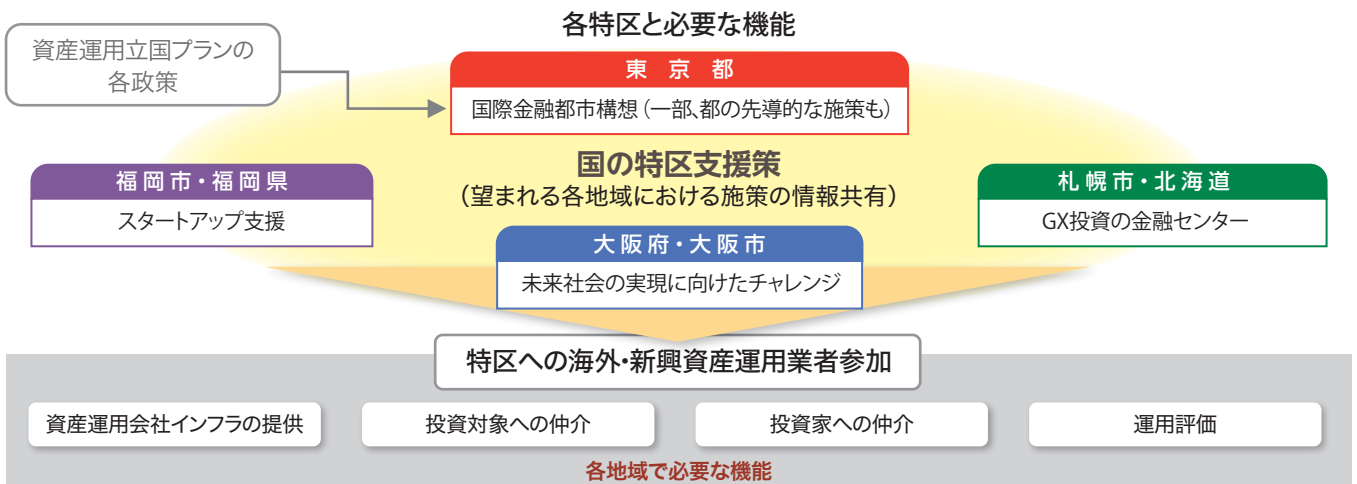 各特区と必要な機能
資産運用立国プランの
各政策
東京都
国際金融都市構想（一部、都の先導的な施策も）
国の特区支援策
（望まれる各地域における施策の情報共有）
福岡市・福岡県
スタートアップ支援
札幌市・北海道
GX投資の金融センター
大阪府・大阪市
未来社会の実現に向けたチャレンジ
特区への海外・新興資産運用業者参加
資産運用会社インフラの提供
投資対象への仲介
投資家への仲介
運用評価
各地域で必要な機能